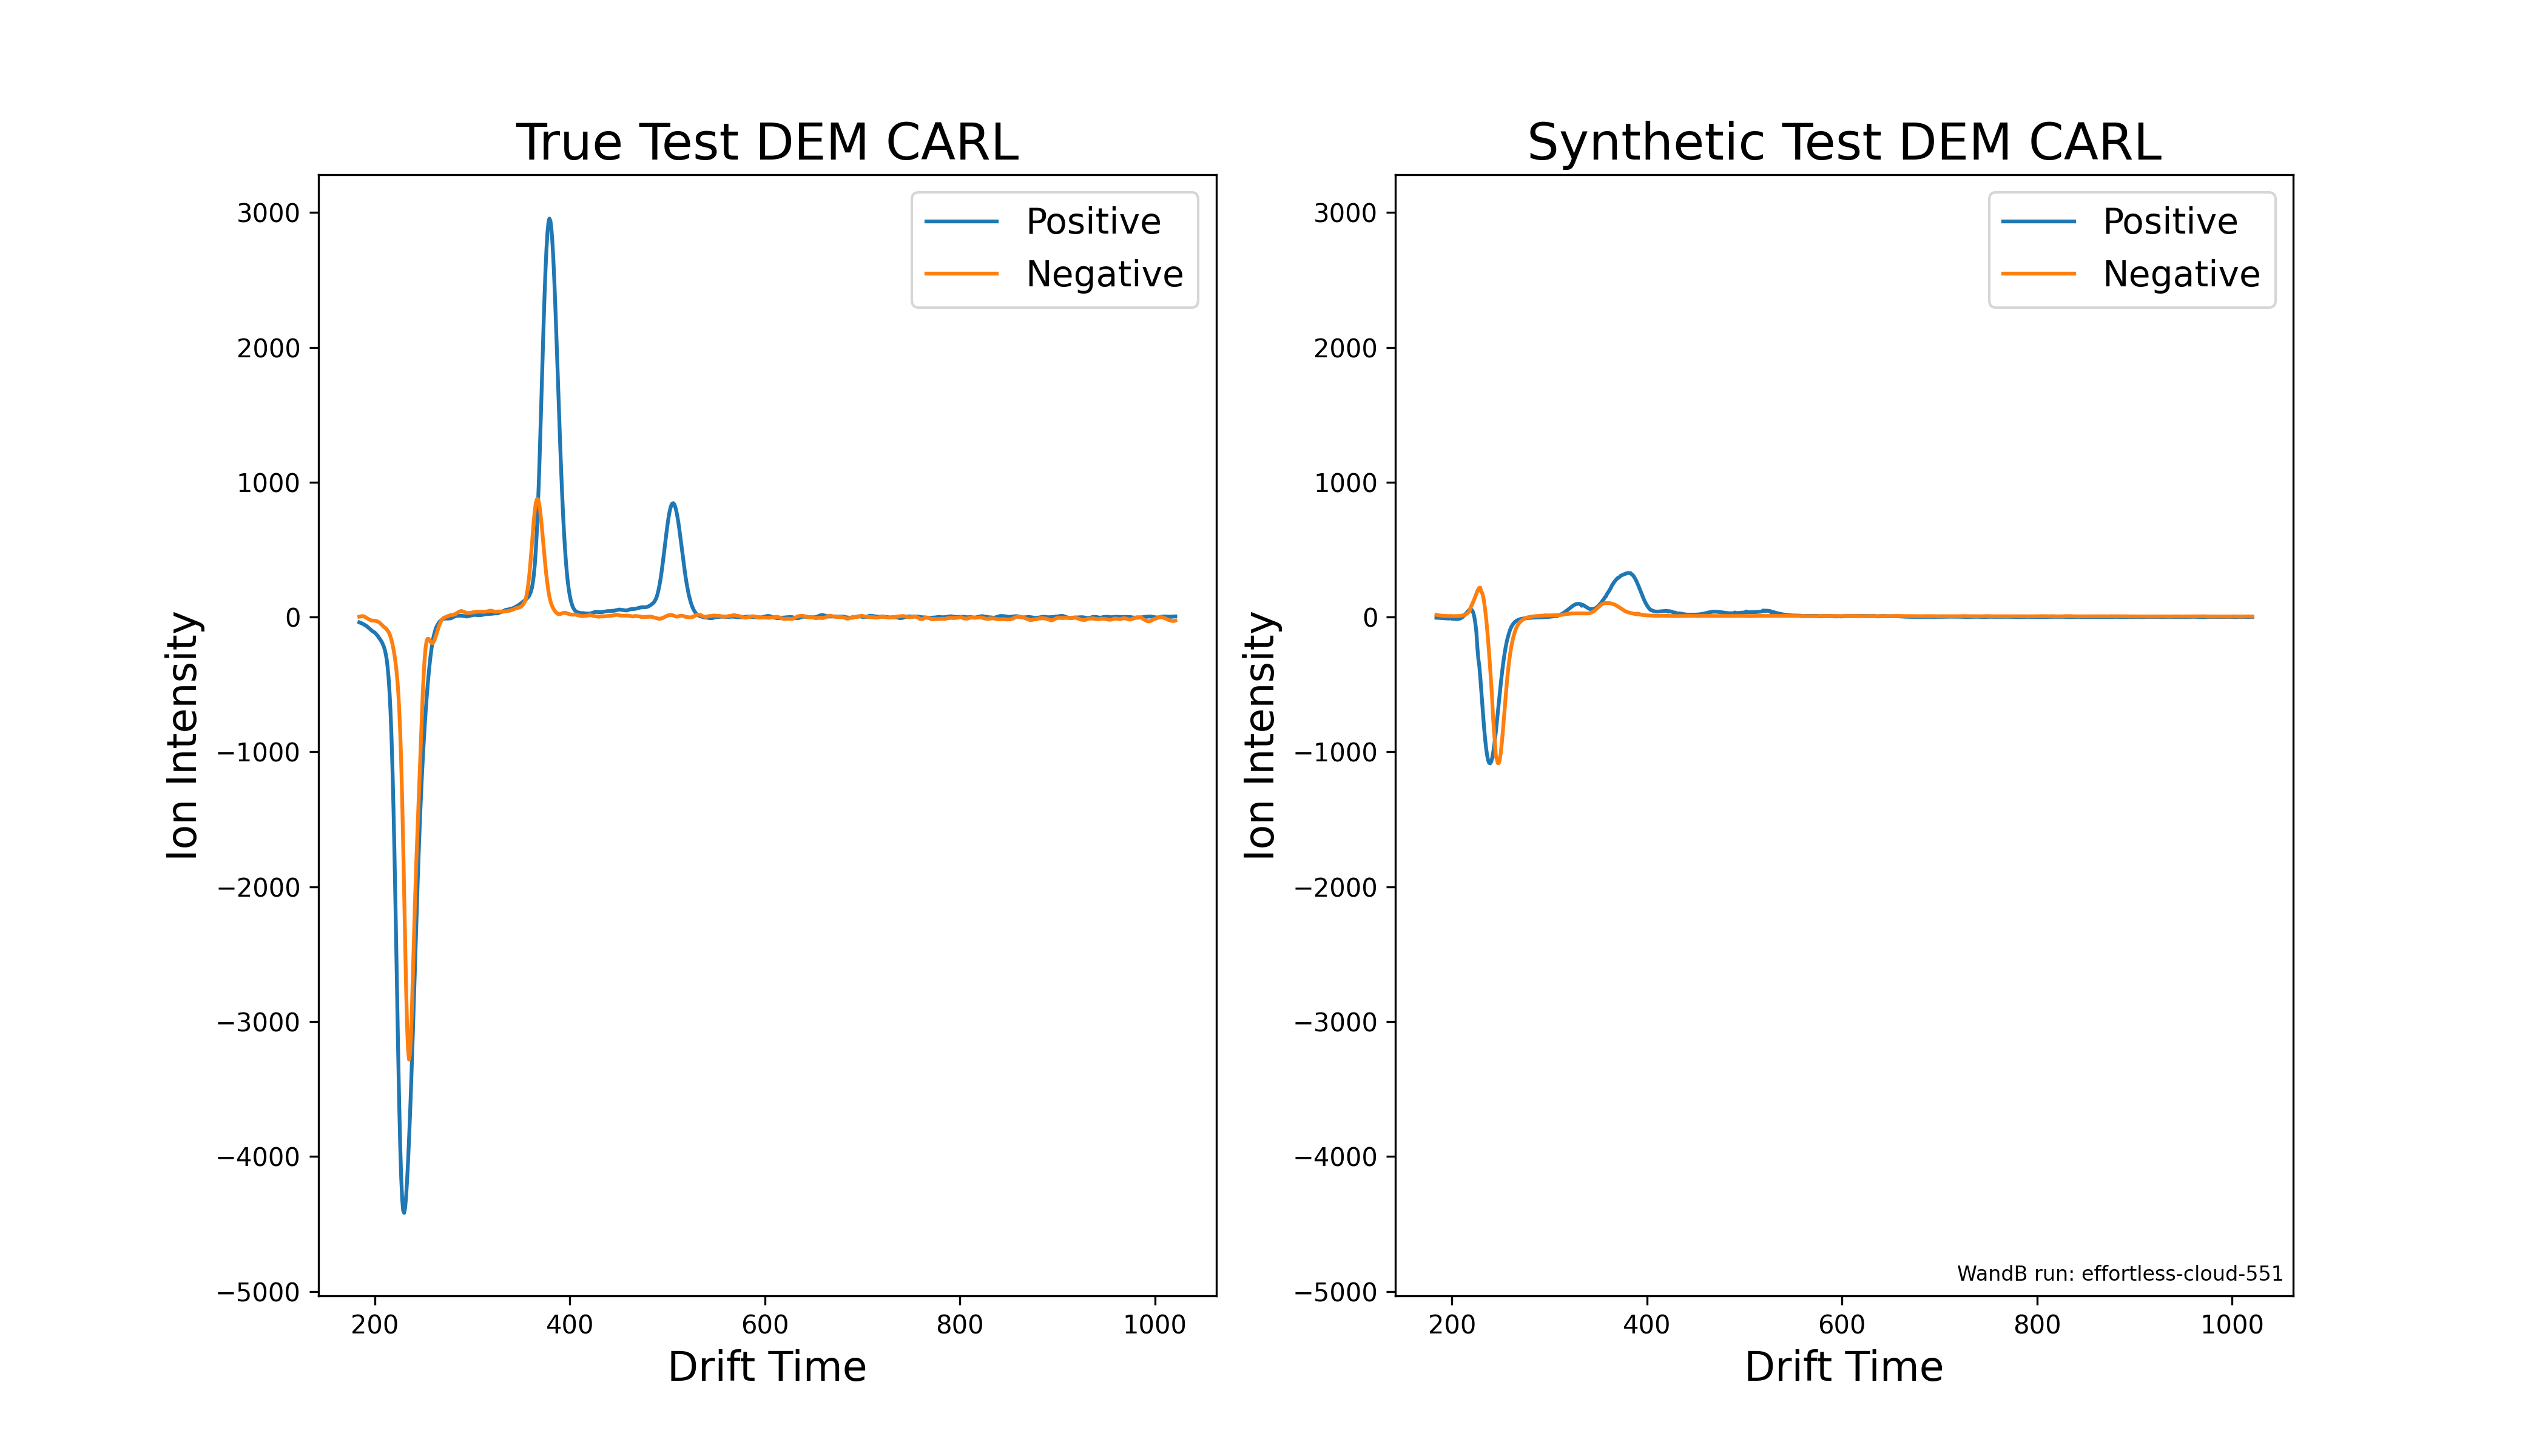 True Test DEM CARL
Positive
Negative
3000
2000
1000
0
−1000
−2000
−3000
−4000
−5000
Ion Intensity
200 400 600 800 1000
Drift Time
Synthetic Test DEM CARL
Positive
Negative
3000
2000
1000
0
−1000
−2000
−3000
−4000
−5000
Ion Intensity
WandB run: effortless-cloud-551
200 400 600 800 1000
Drift Time